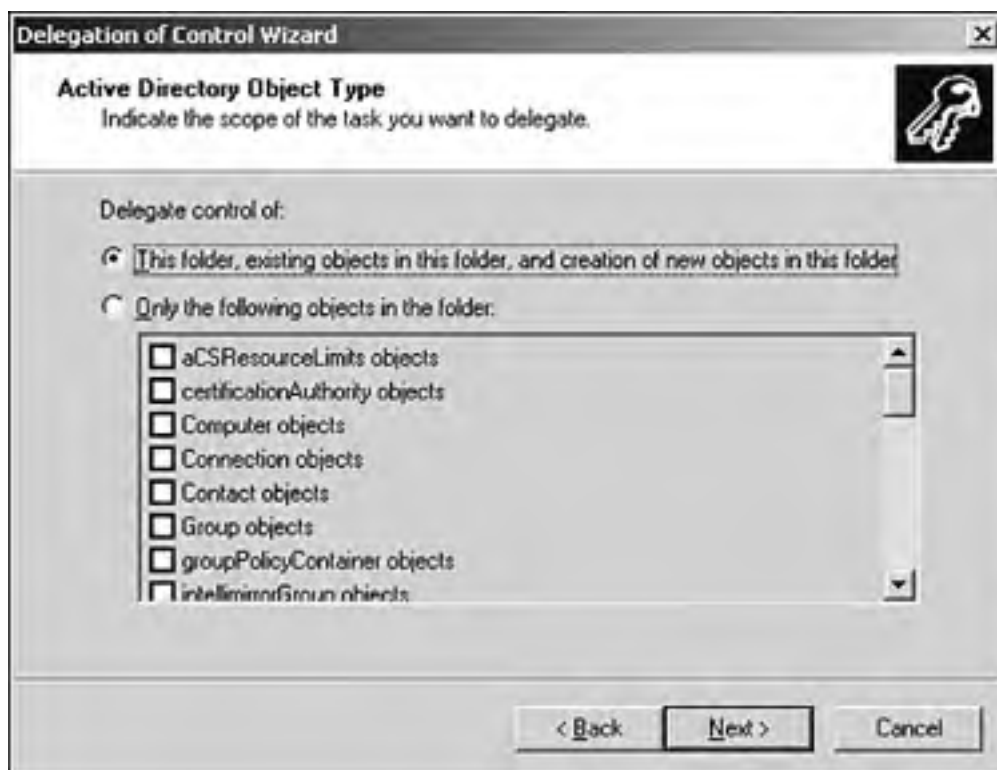 Delegation of Control Wizard
Active Directory Object Type
Indicate the scope of the task you want to delegate.
Delegate control of:
This folder, existing objects in this folder, and creation of new objects in this folder
Only the following objects in the folder:
aCSResourceLimits objects
certificationAuthority objects
Computer objects
Connection objects
Contact objects
Group objects
groupPolicyContainer objects
intellimirrorGroup objects
< Back Next > Cancel